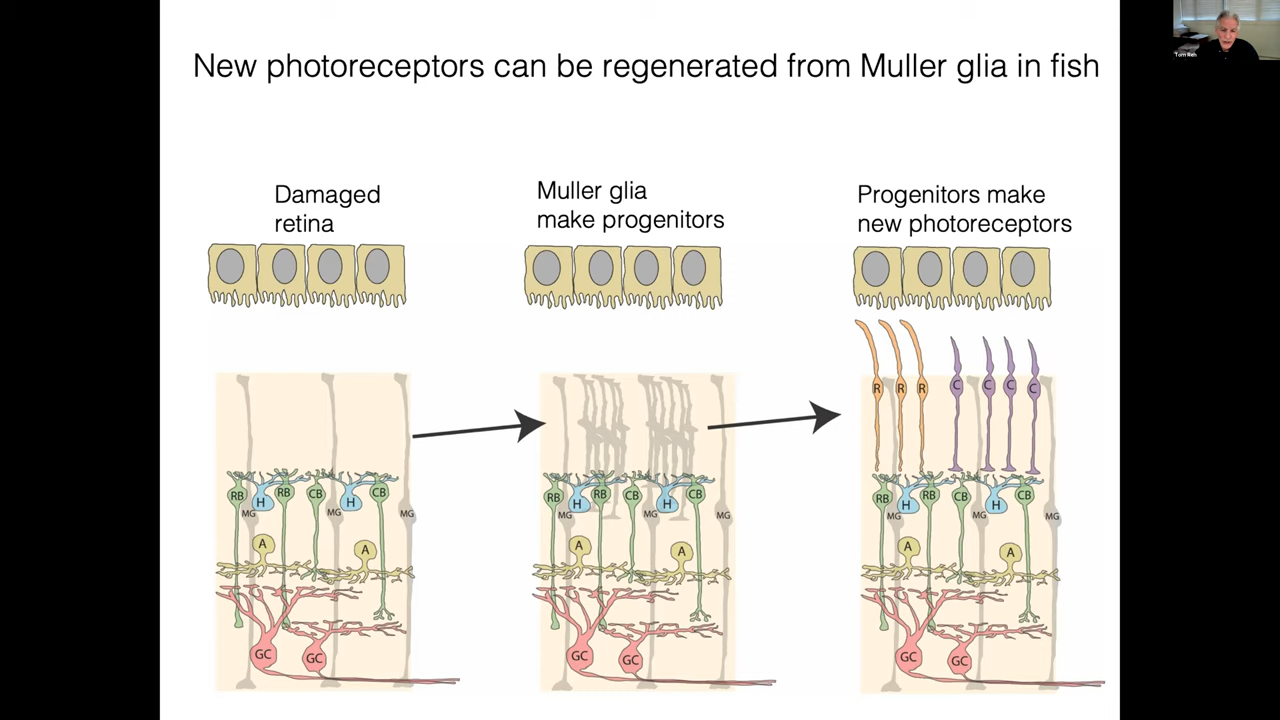 New photoreceptors can be regenerated from Muller glia in fish
Tom Reh
Damaged
retina
Muller glia
make progenitors
Progenitors make
new photoreceptors
R R R C C C C
RB H RB CB H CB
MG MG MG
A A
GC GC
RB H RB CB H CB
MG MG MG
A A
GC GC
RB H RB CB H CB
MG MG MG
A A
GC GC